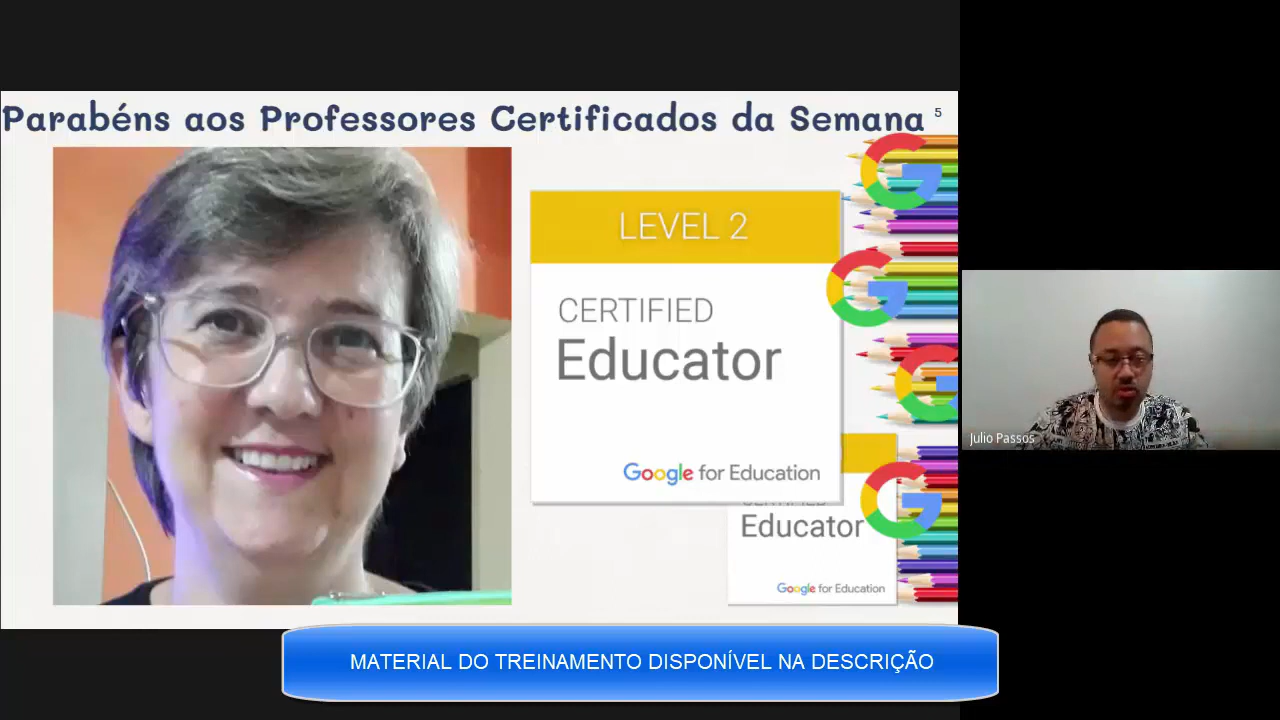 Parabéns aos Professores Certificados da Semana 5
LEVEL 2
CERTIFIED
Educator
Google for Education
Educator
Google for Education
Julio Passos
MATERIAL DO TREINAMENTO DISPONÍVEL NA DESCRIÇÃO